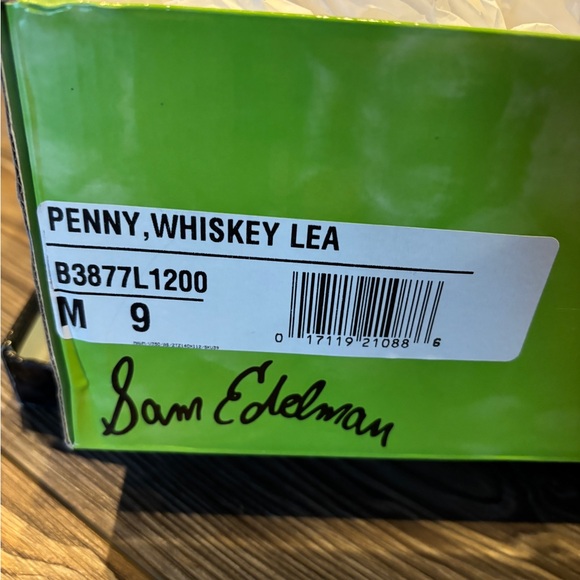 PENNY,WHISKEY LEA
B3877L1200
M 9
0 17119 21088 6
Sam Edelman